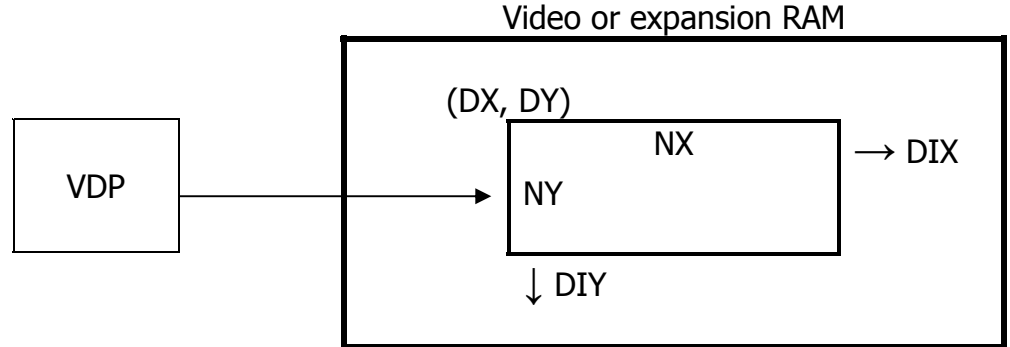 Video or expansion RAM
(DX, DY)
NX
→ DIX
VDP
NY
↓ DIY